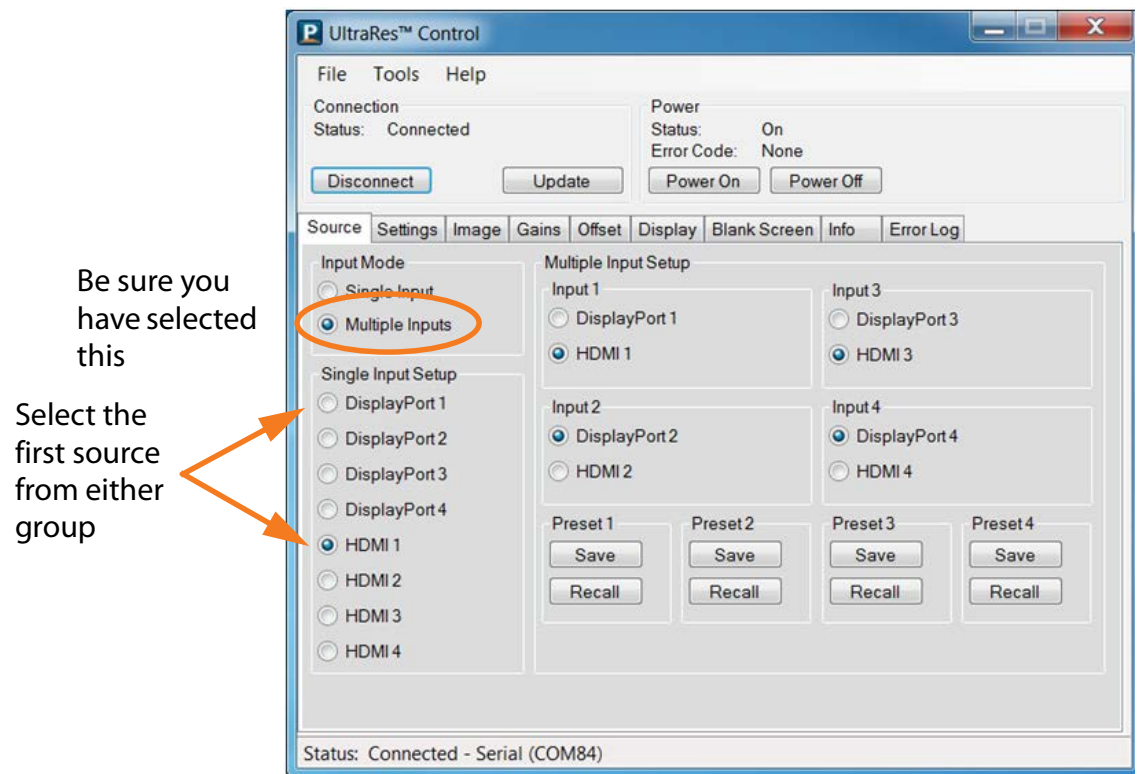 UltraRes™ Control
File Tools Help
Connection
Status: Connected
Disconnect Update
Power
Status: On
Error Code: None
Power On Power Off
Source Settings Image Gains Offset Display Blank Screen Info Error Log
Be sure you
have selected
this
Select the
first source
from either
group
Input Mode
Single Input
Multiple Inputs
Single Input Setup
DisplayPort 1
DisplayPort 2
DisplayPort 3
DisplayPort 4
HDMI 1
HDMI 2
HDMI 3
HDMI 4
Multiple Input Setup
Input 1
DisplayPort 1
HDMI 1
Input 3
DisplayPort 3
HDMI 3
Input 2
DisplayPort 2
HDMI 2
Input 4
DisplayPort 4
HDMI 4
Preset 1 Preset 2 Preset 3 Preset 4
Save Save Save Save
Recall Recall Recall Recall
Status: Connected - Serial (COM84)